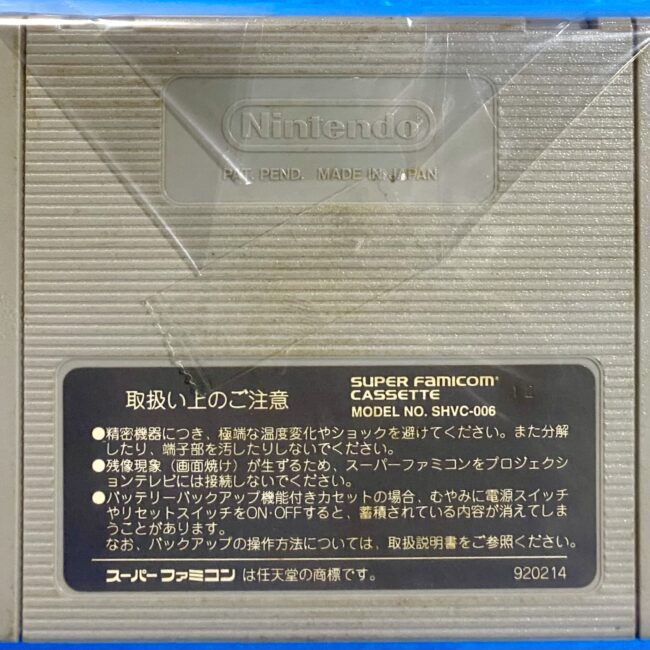 Nintendo
PAT. PEND. MADE IN JAPAN
取扱い上のご注意
SUPER FAMICOM
CASSETTE
MODEL NO. SHVC-006
●精密機器につき、極端な温度変化やショックを避けてください。また分解
したり、端子部を汚したりしないでください。
●残像現象(画面焼け)が生ずるため、スーパーファミコンをプロジェクシ
ョンテレビには接続しないでください。
●バッテリーバックアップ機能付きカセットの場合、むやみに電源スイッチ
やリセットスイッチをON・OFFすると、蓄積されている内容が消えてしま
うことがあります。
なお、バックアップの操作方法については、取扱説明書をご参照ください。
スーパーファミコン は任天堂の商標です。
920214